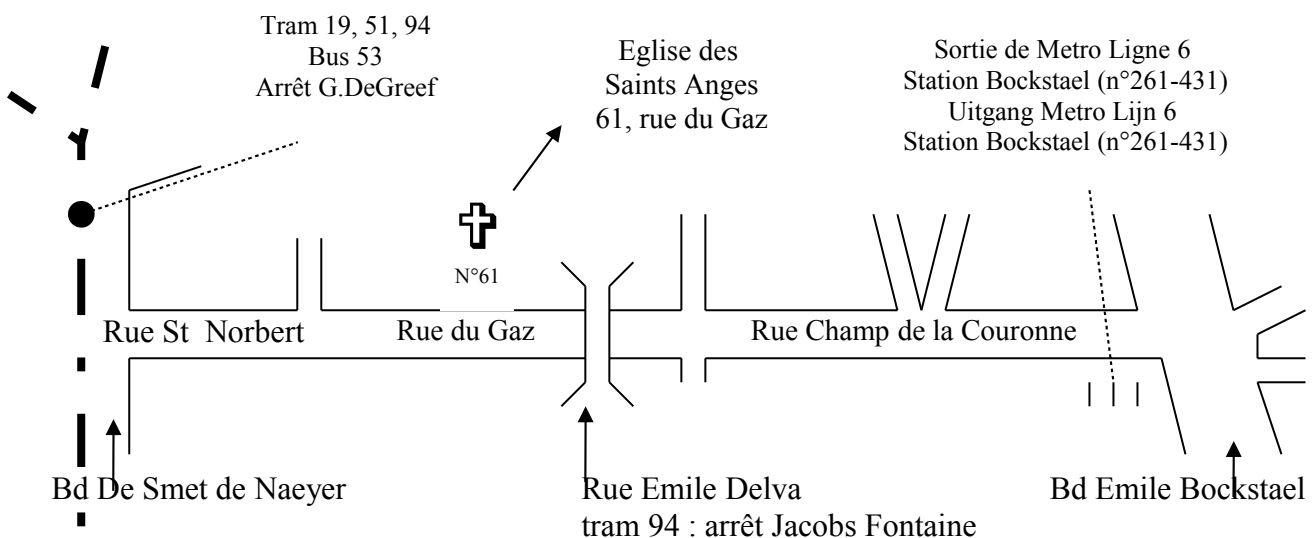 Tram 19, 51, 94
Bus 53
Arrêt G.DeGreef
Eglise des
Saints Anges
61, rue du Gaz
Sortie de Metro Ligne 6
Station Bockstael (n°261-431)
Uitgang Metro Lijn 6
Station Bockstael (n°261-431)
N°61
Rue St Norbert
Rue du Gaz
Rue Champ de la Couronne
Bd De Smet de Naeyer
Rue Emile Delva
tram 94 : arrêt Jacobs Fontaine
Bd Emile Bockstael